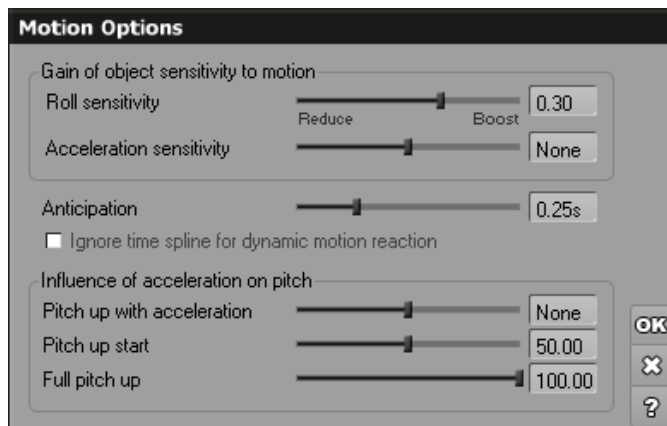 Motion Options
Gain of object sensitivity to motion
Roll sensitivity 0.30
Reduce Boost
Acceleration sensitivity None
Anticipation 0.25s
Ignore time spline for dynamic motion reaction
Influence of acceleration on pitch
Pitch up with acceleration None
Pitch up start 50.00
Full pitch up 100.00
OK
?